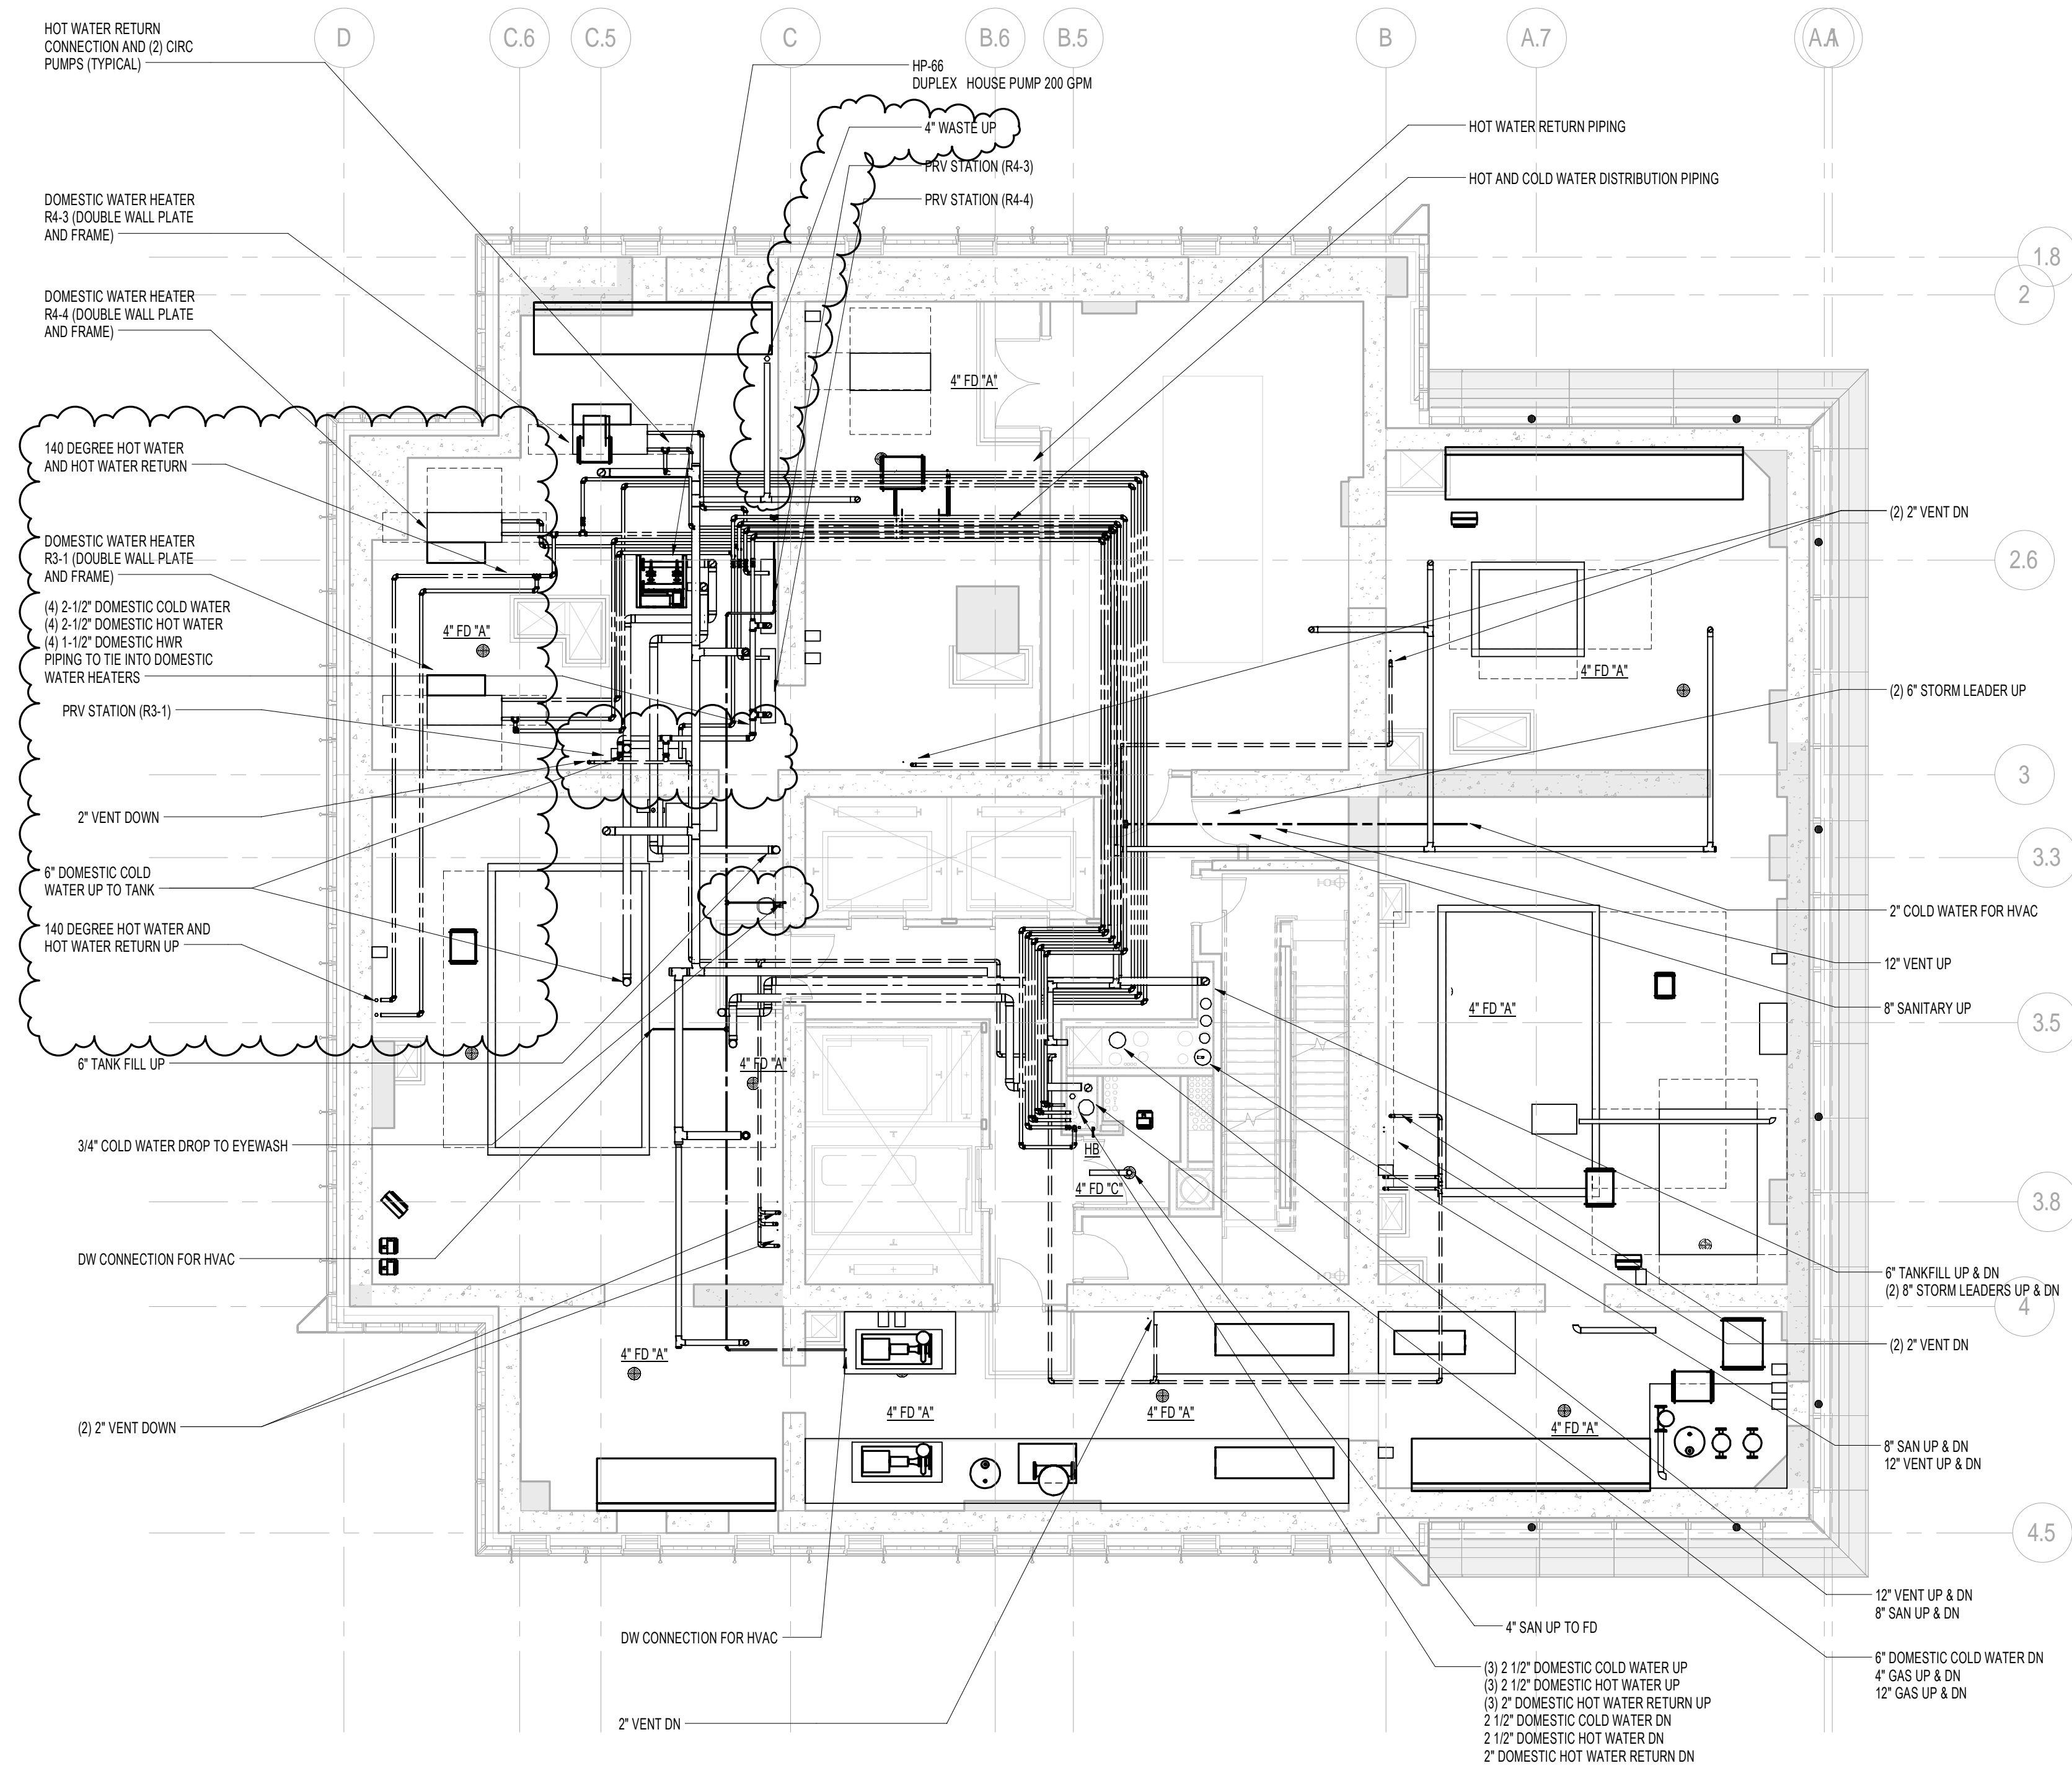 HOT WATER RETURN
CONNECTION AND (2) CIRC
PUMPS (TYPICAL)
D
C.6
C.5
C
B.6
B.5
B
A.7
A.1
HP-66
DUPLEX HOUSE PUMP 200 GPM
4" WASTE UP
PRV STATION (R4-3)
PRV STATION (R4-4)
HOT WATER RETURN PIPING
HOT AND COLD WATER DISTRIBUTION PIPING
DOMESTIC WATER HEATER
R4-3 (DOUBLE WALL PLATE
AND FRAME)
DOMESTIC WATER HEATER
R4-4 (DOUBLE WALL PLATE
AND FRAME)
1.8
2
4" FD "A"
140 DEGREE HOT WATER
AND HOT WATER RETURN
DOMESTIC WATER HEATER
R3-1 (DOUBLE WALL PLATE
AND FRAME)
(4) 2-1/2" DOMESTIC COLD WATER
(4) 2-1/2" DOMESTIC HOT WATER
(4) 1-1/2" DOMESTIC HWR
PIPING TO TIE INTO DOMESTIC
WATER HEATERS
4" FD "A"
PRV STATION (R3-1)
(2) 2" VENT DN
2.6
4" FD "A"
(2) 6" STORM LEADER UP
3
2" VENT DOWN
3.3
6" DOMESTIC COLD
WATER UP TO TANK
2" COLD WATER FOR HVAC
140 DEGREE HOT WATER AND
HOT WATER RETURN UP
12" VENT UP
4" FD "A"
8" SANITARY UP
3.5
6" TANK FILL UP
4" FD "A"
3/4" COLD WATER DROP TO EYEWASH
HB
4" FD "C"
3.8
DW CONNECTION FOR HVAC
6" TANKFILL UP & DN
(2) 8" STORM LEADERS UP & DN
4
(2) 2" VENT DN
4" FD "A"
4" FD "A"
4" FD "A"
4" FD "A"
(2) 2" VENT DOWN
8" SAN UP & DN
12" VENT UP & DN
4.5
12" VENT UP & DN
8" SAN UP & DN
DW CONNECTION FOR HVAC
4" SAN UP TO FD
6" DOMESTIC COLD WATER DN
4" GAS UP & DN
12" GAS UP & DN
(3) 2 1/2" DOMESTIC COLD WATER UP
(3) 2 1/2" DOMESTIC HOT WATER UP
(3) 2" DOMESTIC HOT WATER RETURN UP
2 1/2" DOMESTIC COLD WATER DN
2 1/2" DOMESTIC HOT WATER DN
2" DOMESTIC HOT WATER RETURN DN
2" VENT DN